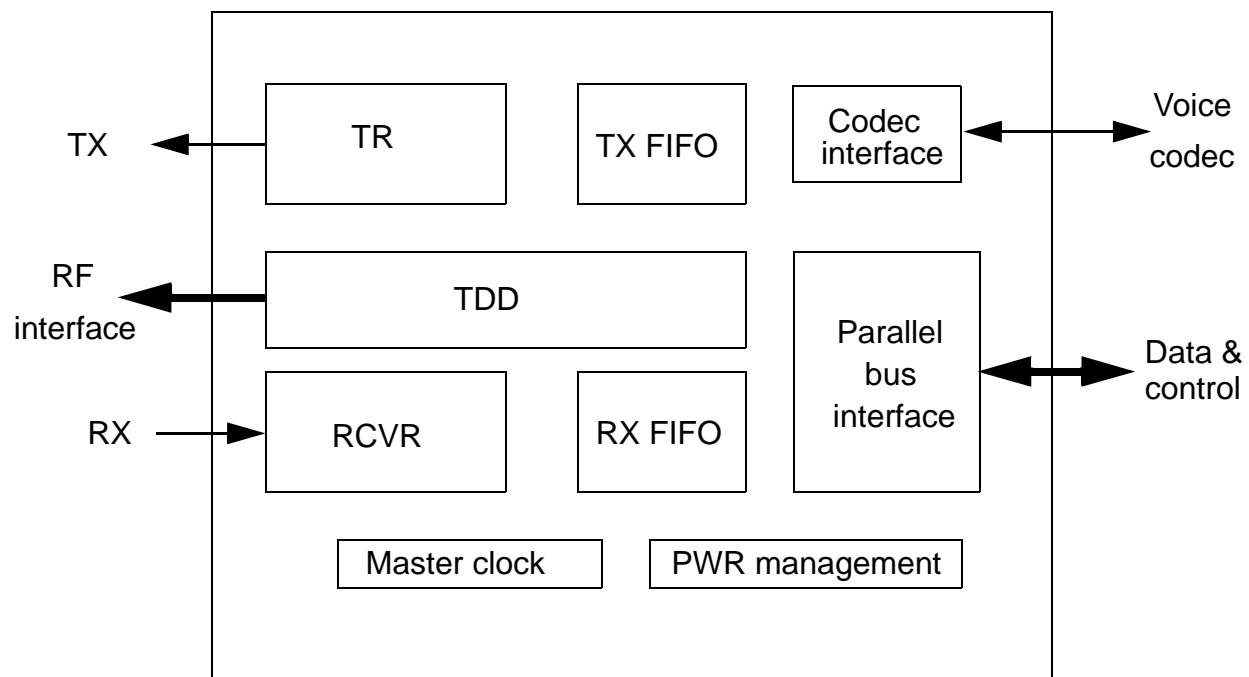 TX
TR
TX FIFO
Codec
interface
Voice
codec
RF
interface
TDD
Parallel
bus
interface
Data &
control
RX
RCVR
RX FIFO
Master clock
PWR management